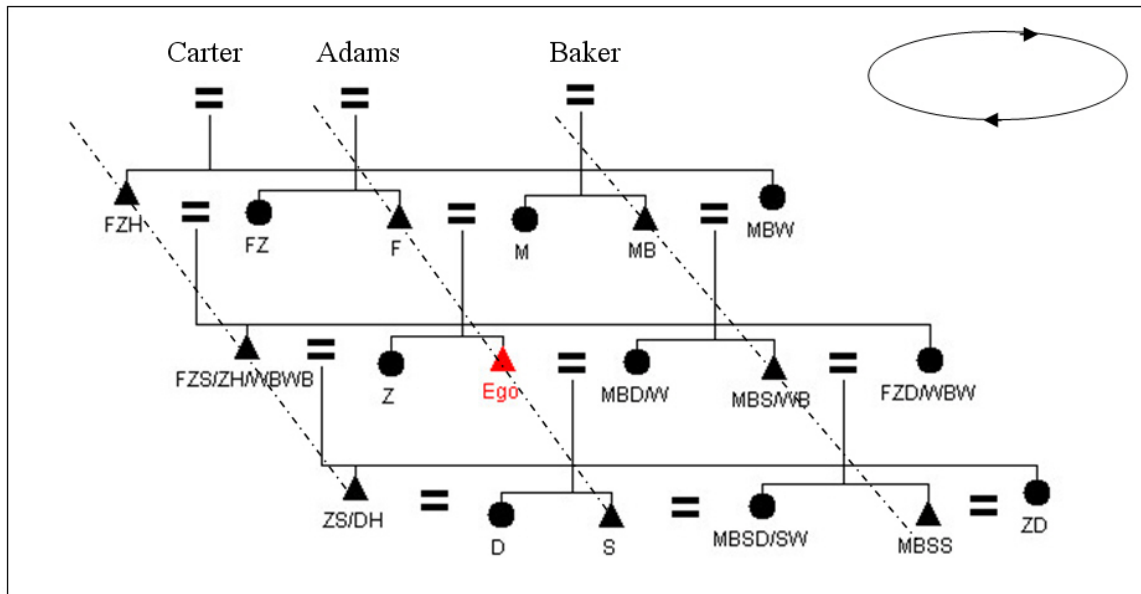 Carter Adams Baker
FZH FZ F M MB MBW
FZS/ZH/WBWB Z Ego MBD/W MBS/WB FZD/WBW
ZS/DH D S MBSD/SW MBSS ZD